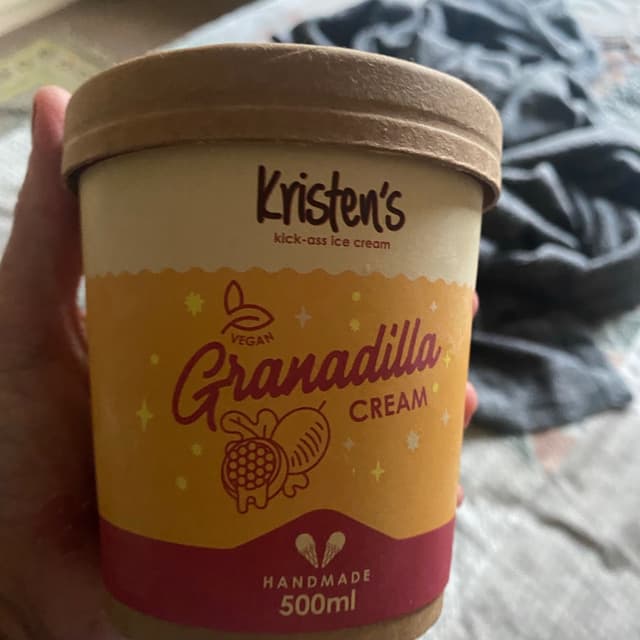 Kristen's
kick-ass ice cream
VEGAN
Granadilla
CREAM
HANDMADE
500ml